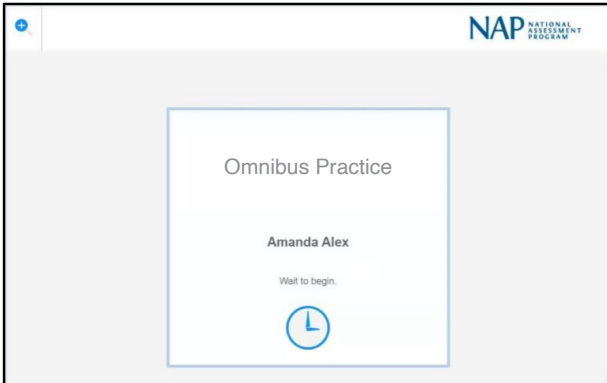 NAP NATIONAL
ASSESSMENT
PROGRAM
Omnibus Practice
Amanda Alex
Wait to begin.